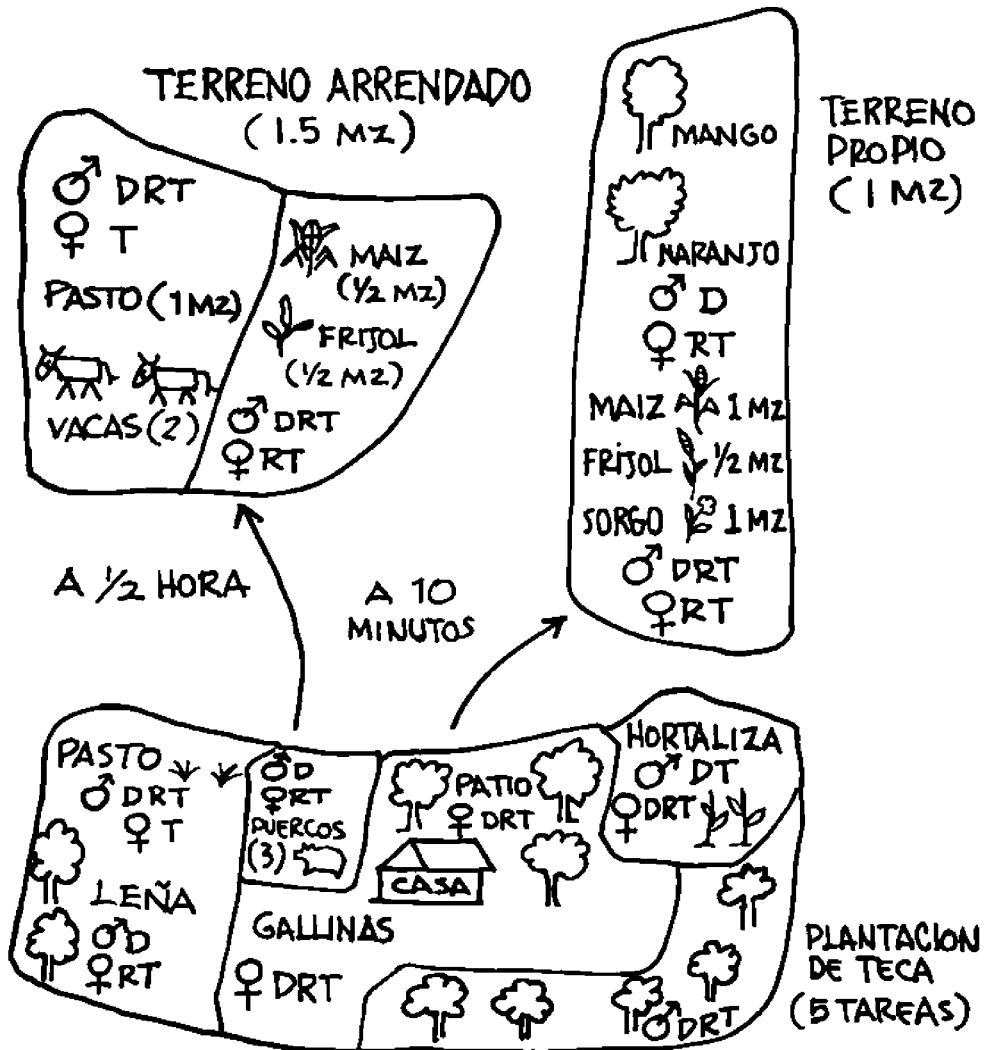 TERRENO ARRENDADO
(1.5 MZ)
♂ DRT
♀ T
PASTO (1 MZ)
VACAS (2)
MAIZ
(1/2 MZ)
FRIJOL
(1/2 MZ)
♂ DRT
♀ RT
TERRENO
PROPIO
(1 MZ)
MANGO
NARANJO
♂ D
♀ RT
MAIZ 1 MZ
FRIJOL 1/2 MZ
SORGO 1 MZ
♂ DRT
♀ RT
A 1/2 HORA
A 10
MINUTOS
PASTO
♂ DRT
♀ T
LEÑA
♂ D
♀ RT
♂ D
♀ RT
PUERCOS
(3)
GALLINAS
♀ DRT
PATIO
♀ DRT
CASA
HORTALIZA
♂ DT
♀ DRT
♂ DRT
PLANTACION
DE TECA
(5 TAREAS)